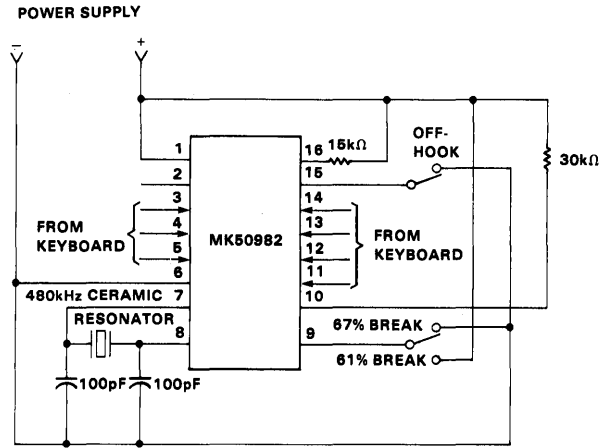 POWER SUPPLY
− +
1
2
3
4
5
6
7
8
FROM
KEYBOARD
480kHz CERAMIC
RESONATOR
100pF 100pF
MK50982
16 15kΩ
15
14
13
12
11
10
9
OFF-
HOOK
30kΩ
FROM
KEYBOARD
67% BREAK
61% BREAK